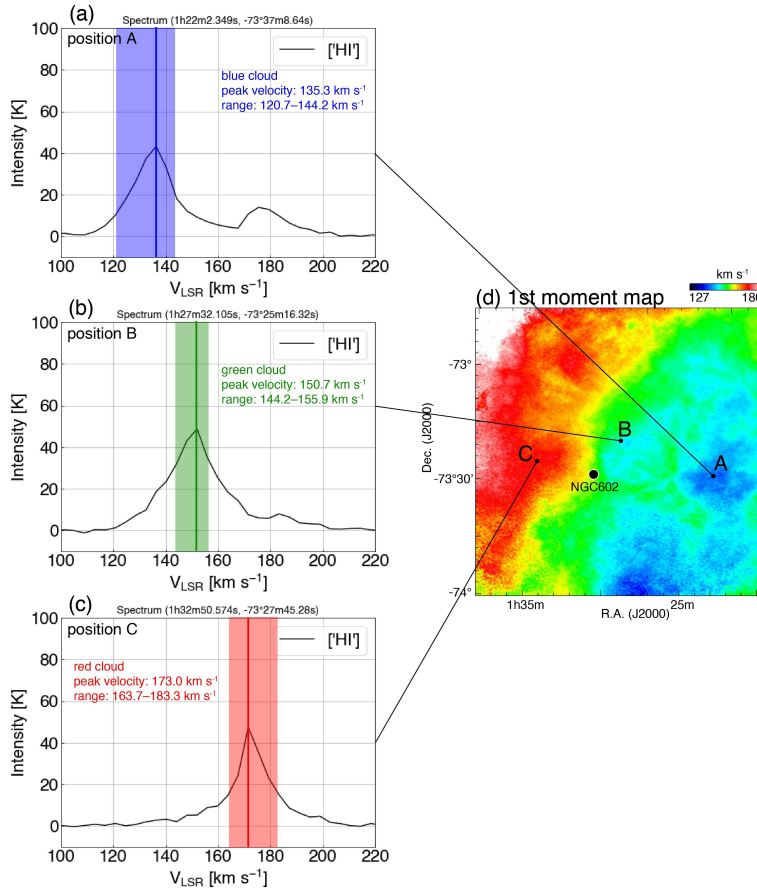 (a)
Spectrum (1h22m2.349s, -73°37m8.64s)
position A
['HI']
blue cloud
peak velocity: 135.3 km s⁻¹
range: 120.7–144.2 km s⁻¹
Intensity [K]
100
80
60
40
20
0
100 120 140 160 180 200 220
V_LSR [km s⁻¹]
(b)
Spectrum (1h27m32.105s, -73°25m16.32s)
position B
['HI']
green cloud
peak velocity: 150.7 km s⁻¹
range: 144.2–155.9 km s⁻¹
Intensity [K]
100
80
60
40
20
0
100 120 140 160 180 200 220
V_LSR [km s⁻¹]
(c)
Spectrum (1h32m50.574s, -73°27m45.28s)
position C
['HI']
red cloud
peak velocity: 173.0 km s⁻¹
range: 163.7–183.3 km s⁻¹
Intensity [K]
100
80
60
40
20
0
100 120 140 160 180 200 220
V_LSR [km s⁻¹]
km s⁻¹
127 180
(d) 1st moment map
Dec. (J2000)
-73°
-73°30'
-74°
A
B
C
NGC602
1h35m 25m
R.A. (J2000)